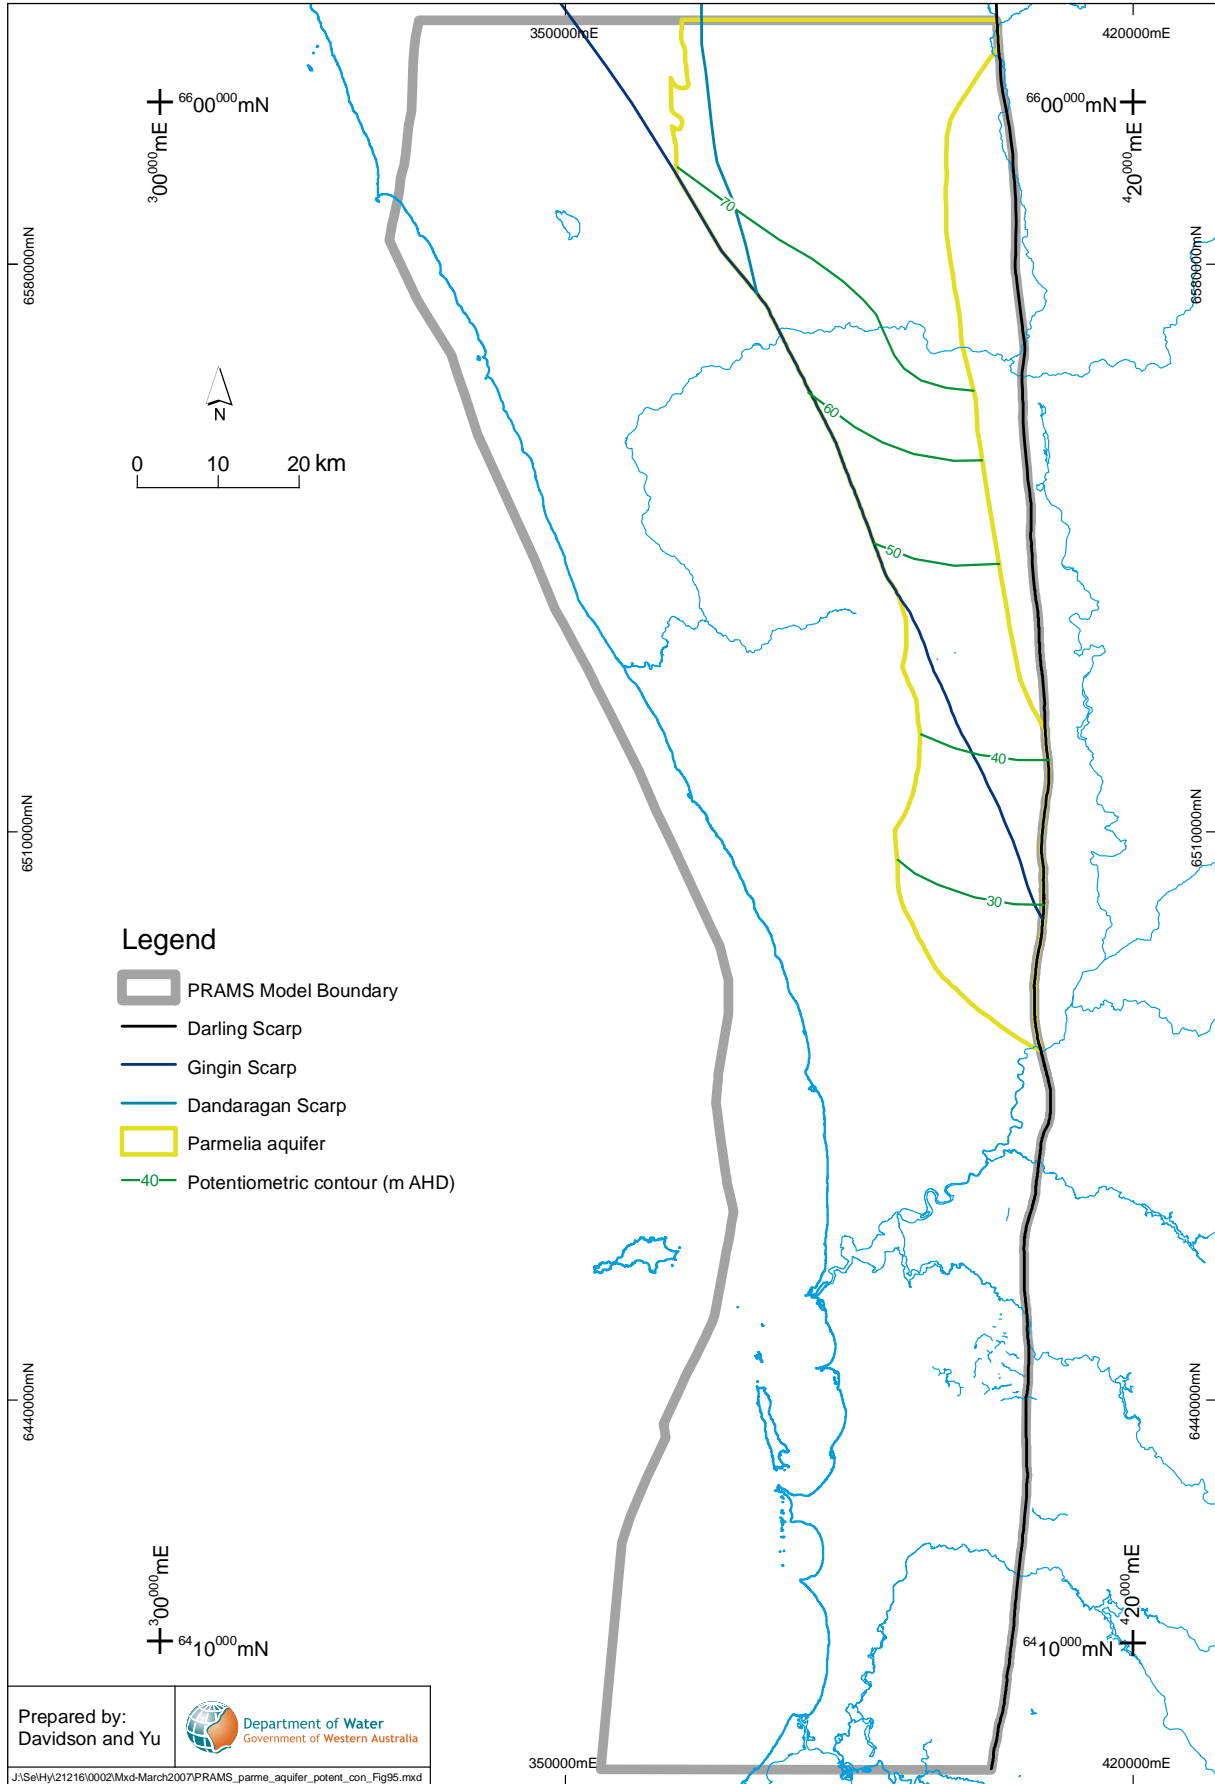 350000mE
420000mE
6600000mN
6600000mN
300000mE
420000mE
6580000mN
6580000mN
70
N
60
0 10 20 km
50
40
6510000mN
6510000mN
30
Legend
PRAMS Model Boundary
Darling Scarp
Gingin Scarp
Dandaragan Scarp
Parmelia aquifer
40 Potentiometric contour (m AHD)
6440000mN
6440000mN
300000mE
420000mE
6410000mN
6410000mN
Prepared by:
Davidson and Yu
Department of Water
Government of Western Australia
350000mE
420000mE
J:\Se\Hy\21216\0002\Mxd-March2007\PRAMS_parme_aquifer_potent_con_Fig95.mxd